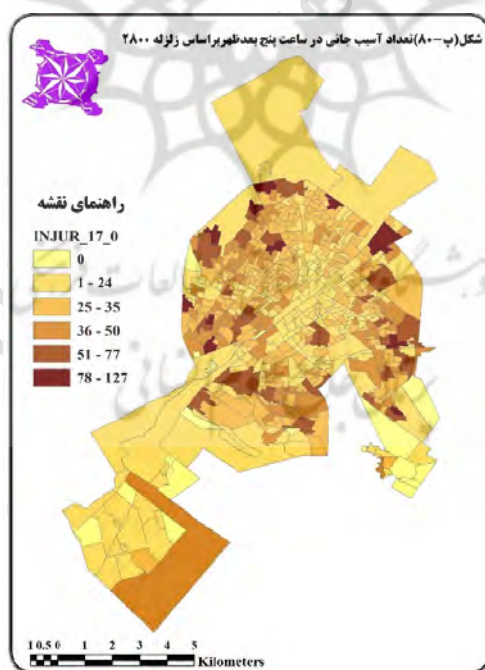 شکل(پ-۸۰)تعداد آسیب جانی در ساعت پنج بعدظهر براساس زلزله ۲۸۰۰
راهنمای نقشه
INJUR_17_0
0
1 - 24
25 - 35
36 - 50
51 - 77
78 - 127
1 0.5 0 1 2 3 4 5
Kilometers